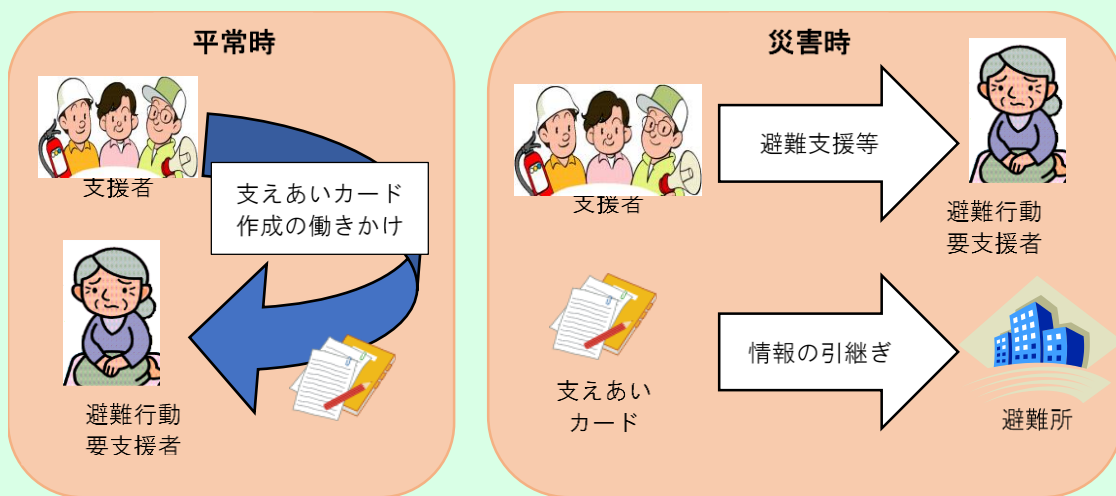 平常時
支援者
支えあいカード
作成の働きかけ
避難行動
要支援者
災害時
支援者
避難支援等
避難行動
要支援者
支えあい
カード
情報の引継ぎ
避難所